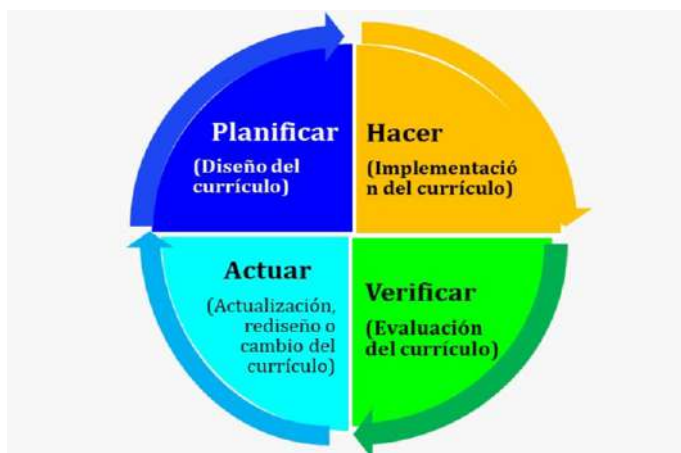 Planificar
(Diseño del
currículo)
Hacer
(Implementació
n del currículo)
Actuar
(Actualización,
rediseño o
cambio del
currículo)
Verificar
(Evaluación
del currículo)